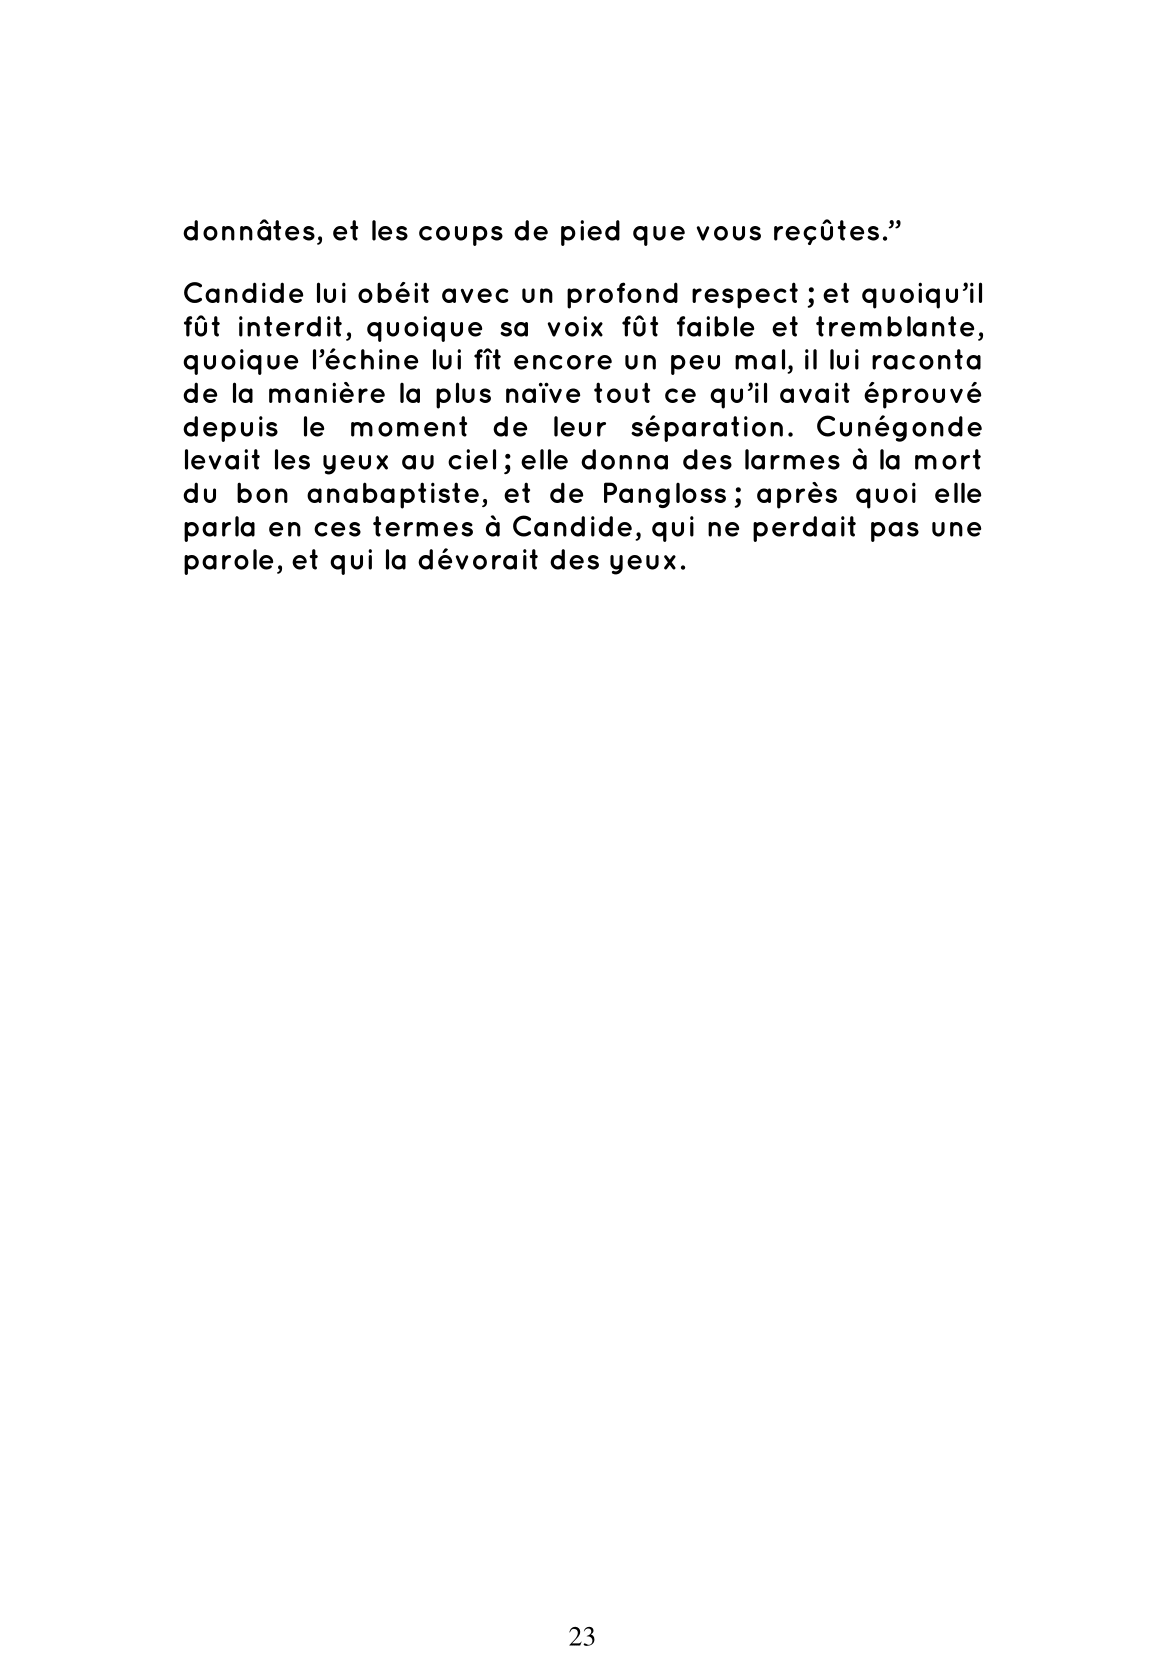 donnâtes, et les coups de pied que vous reçûtes.”
Candide lui obéit avec un profond respect ; et quoiqu’il
fût interdit, quoique sa voix fût faible et tremblante,
quoique l’échine lui fît encore un peu mal, il lui raconta
de la manière la plus naïve tout ce qu’il avait éprouvé
depuis le moment de leur séparation. Cunégonde
levait les yeux au ciel ; elle donna des larmes à la mort
du bon anabaptiste, et de Pangloss ; après quoi elle
parla en ces termes à Candide, qui ne perdait pas une
parole, et qui la dévorait des yeux.
23